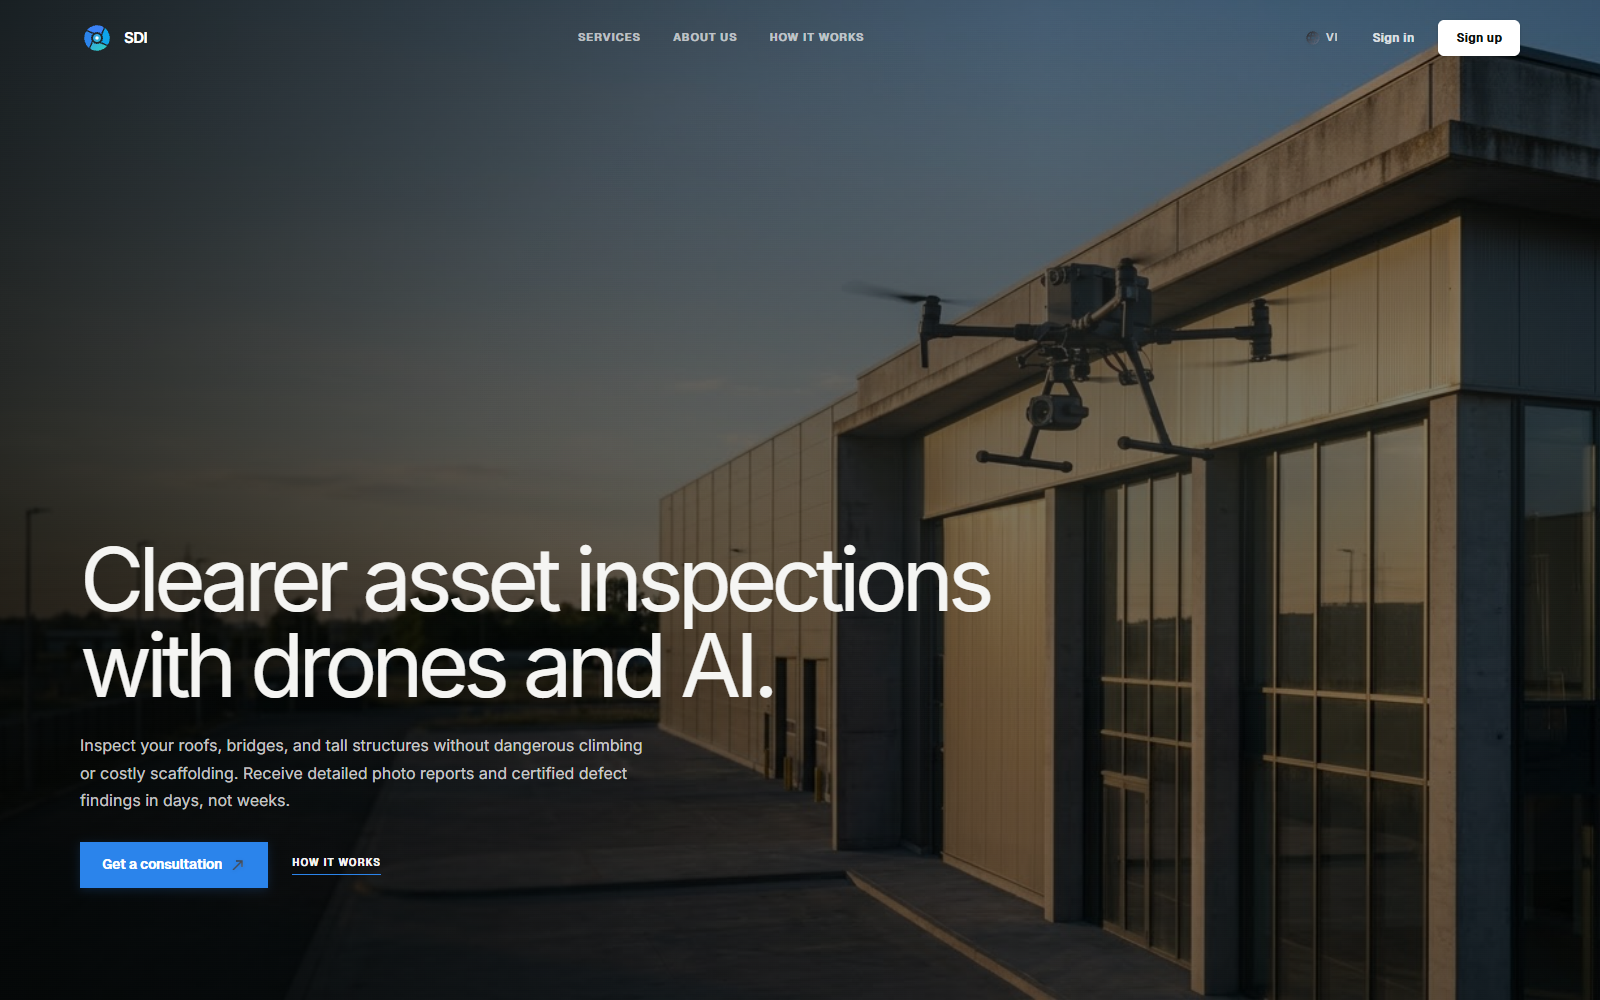 SDI
SERVICES
ABOUT US
HOW IT WORKS
VI
Sign in
Sign up
Clearer asset inspections
with drones and AI.
Inspect your roofs, bridges, and tall structures without dangerous climbing
or costly scaffolding. Receive detailed photo reports and certified defect
findings in days, not weeks.
Get a consultation
HOW IT WORKS